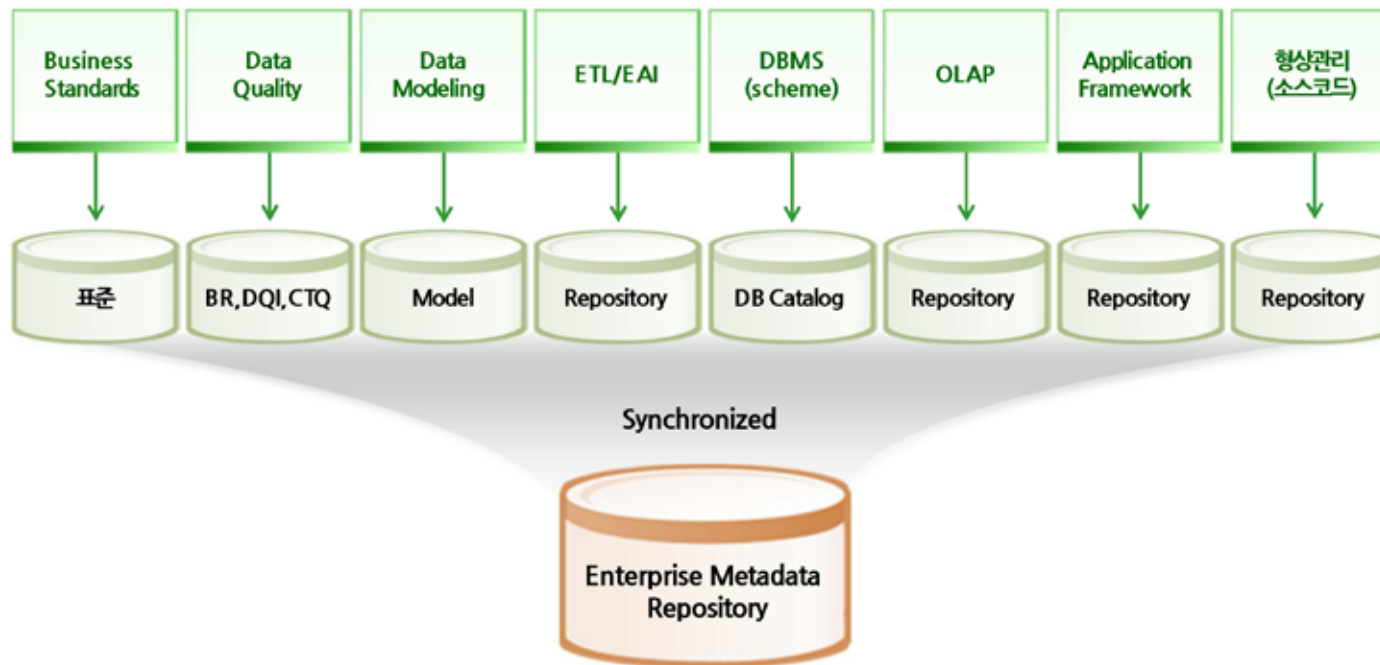 Business
Standards
Data
Quality
Data
Modeling
ETL/EAI
DBMS
(scheme)
OLAP
Application
Framework
형상관리
(소스코드)
표준
BR,DQI,CTQ
Model
Repository
DB Catalog
Repository
Repository
Repository
Synchronized
Enterprise Metadata
Repository